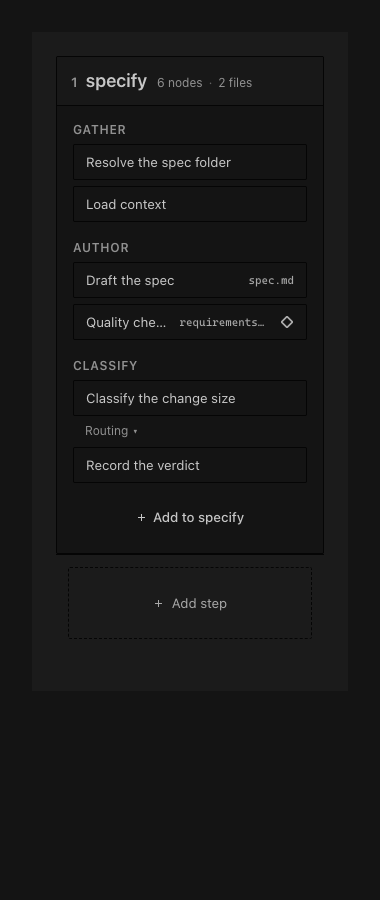 1 specify 6 nodes · 2 files
GATHER
Resolve the spec folder
Load context
AUTHOR
Draft the spec spec.md
Quality che… requirements…
CLASSIFY
Classify the change size
Routing ▾
Record the verdict
+ Add to specify
+ Add step